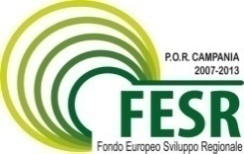 P.O.R. CAMPANIA
2007-2013
FESR
Fondo Europeo Sviluppo Regionale